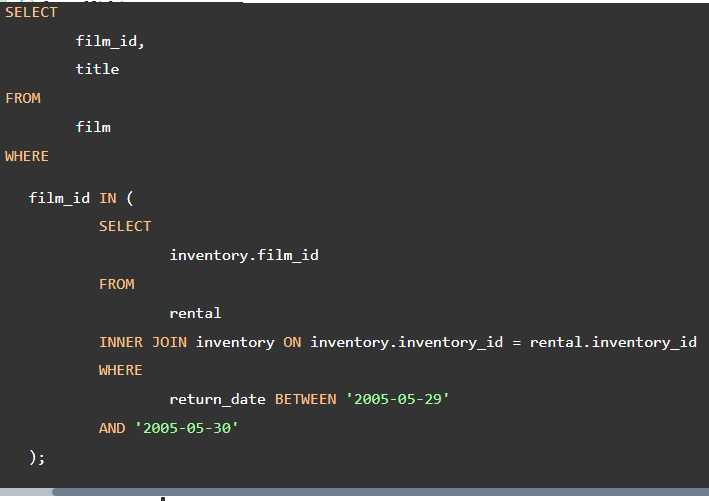 SELECT
film_id,
title
FROM
film
WHERE
film_id IN (
SELECT
inventory.film_id
FROM
rental
INNER JOIN inventory ON inventory.inventory_id = rental.inventory_id
WHERE
return_date BETWEEN '2005-05-29'
AND '2005-05-30'
);